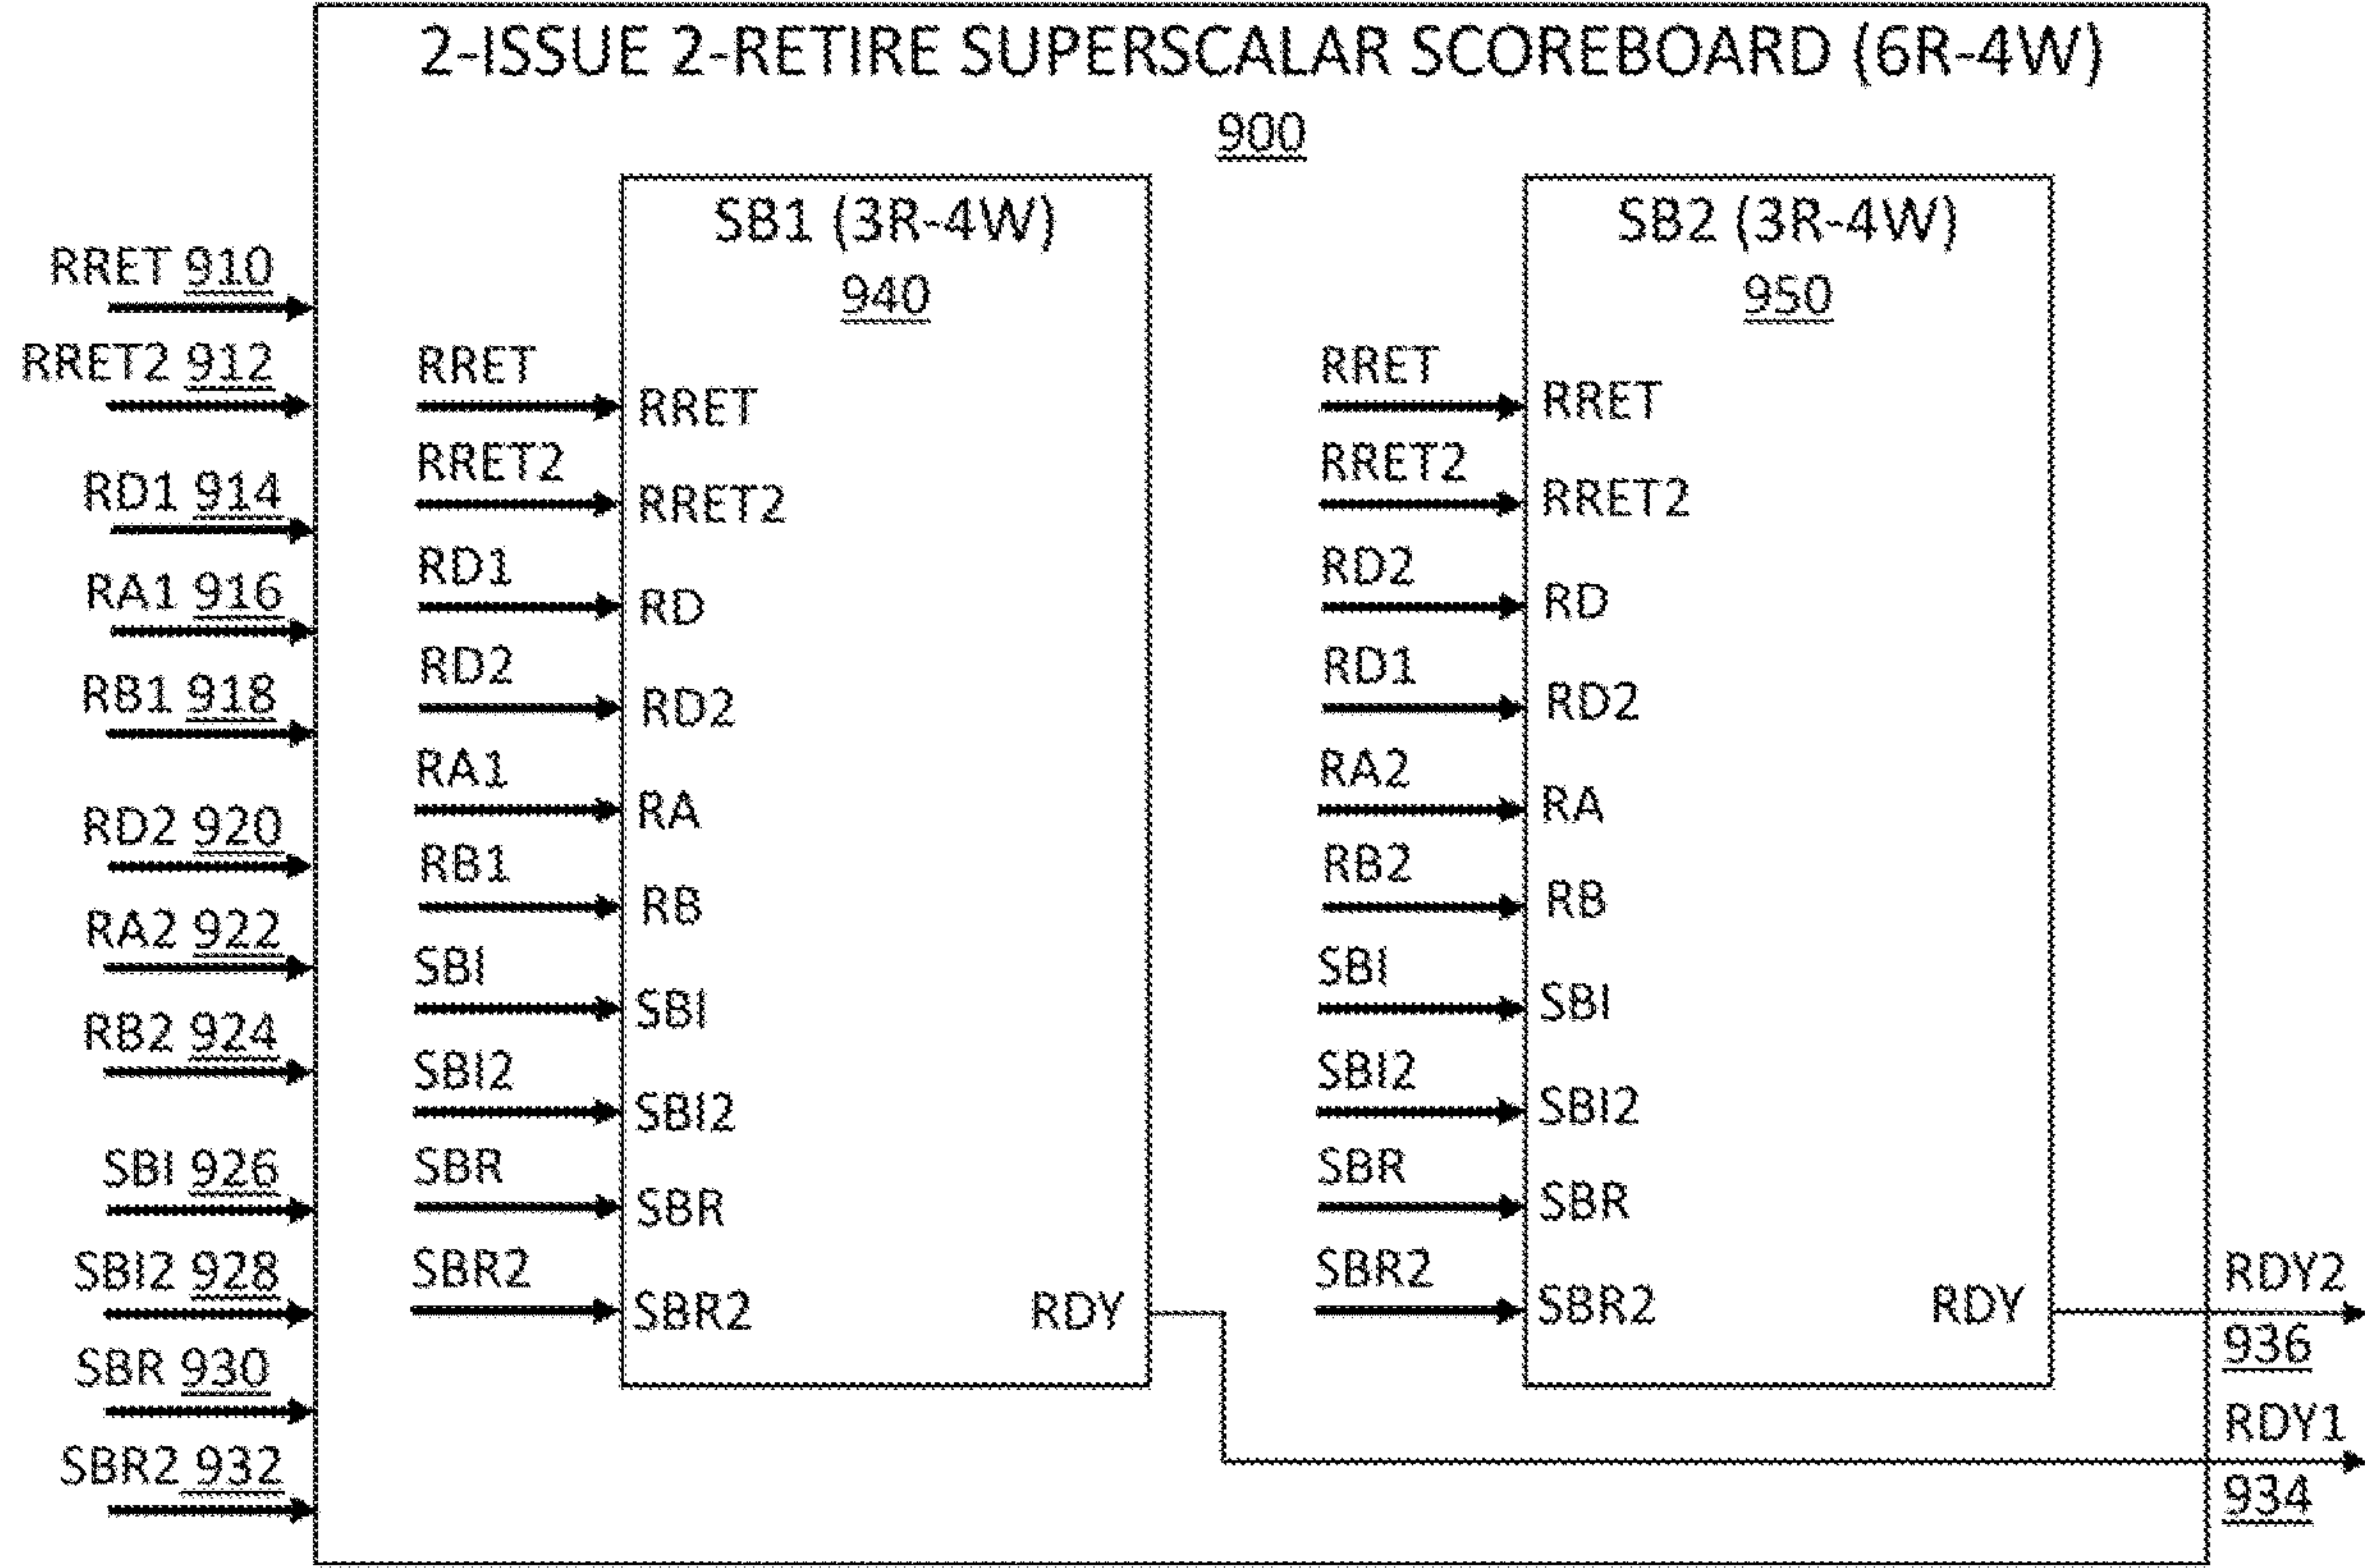 2-ISSUE 2-RETIRE SUPERSCALAR SCOREBOARD (6R-4W)
900
RRET 910
RRET2 912
RD1 914
RA1 916
RB1 918
RD2 920
RA2 922
RB2 924
SBI 926
SBI2 928
SBR 930
SBR2 932
SB1 (3R-4W)
940
RRET
RRET
RRET2
RRET2
RD1
RD
RD2
RD2
RA1
RA
RB1
RB
SBI
SBI
SBI2
SBI2
SBR
SBR
SBR2
SBR2
RDY
SB2 (3R-4W)
950
RRET
RRET
RRET2
RRET2
RD2
RD
RD1
RD2
RA2
RA
RB2
RB
SBI
SBI
SBI2
SBI2
SBR
SBR
SBR2
SBR2
RDY
RDY2
936
RDY1
934